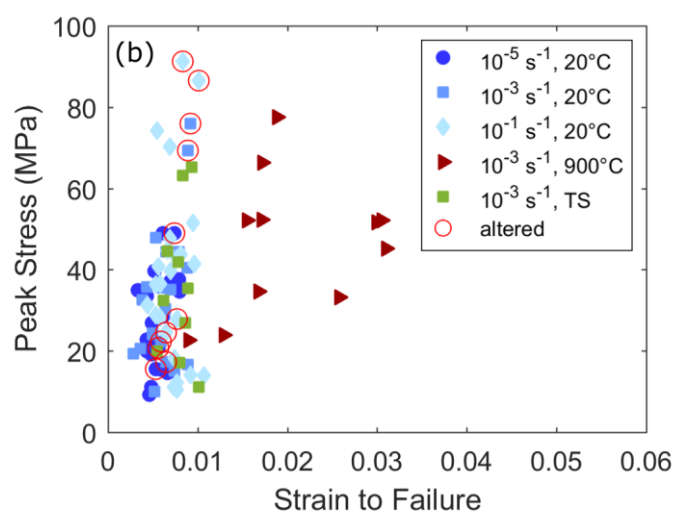 (b)
100
80
60
40
20
0
Peak Stress (MPa)
10⁻⁵ s⁻¹, 20°C
10⁻³ s⁻¹, 20°C
10⁻¹ s⁻¹, 20°C
10⁻³ s⁻¹, 900°C
10⁻³ s⁻¹, TS
altered
0 0.01 0.02 0.03 0.04 0.05 0.06
Strain to Failure